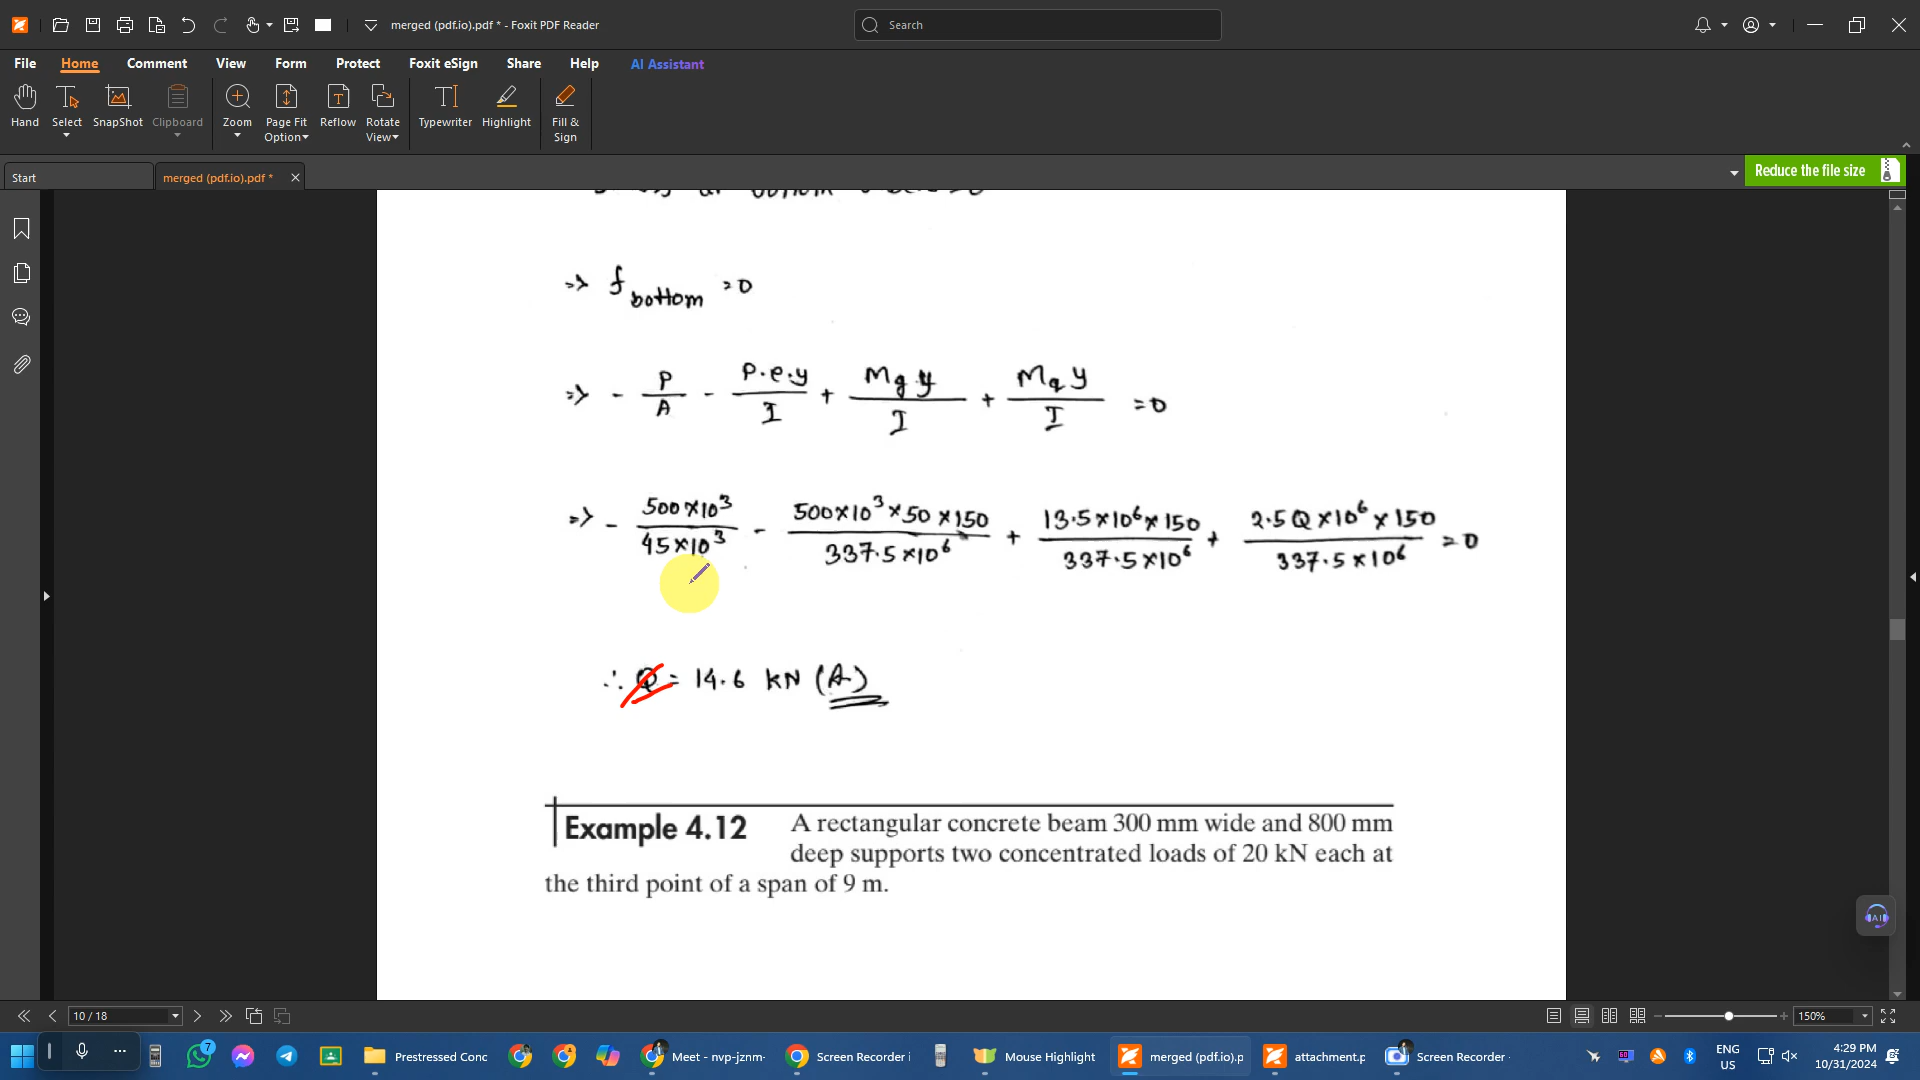 merged (pdf.io).pdf * - Foxit PDF Reader
Search
File Home Comment View Form Protect Foxit eSign Share Help AI Assistant
Hand
Select
SnapShot
Clipboard
Zoom
Page Fit Option
Reflow
Rotate View
Typewriter
Highlight
Fill & Sign
Start
merged (pdf.io).pdf *
Reduce the file size
at bottom
=> f bottom = 0
=> - P/A - P.e.y/I + Mg y/I + Mq y/I = 0
=> - 500×10³/45×10³ - 500×10³×50×150/337.5×10⁶ + 13.5×10⁶×150/337.5×10⁶ + 2.5Q×10⁶×150/337.5×10⁶ = 0
∴ Q = 14.6 kN (A)
Example 4.12 A rectangular concrete beam 300 mm wide and 800 mm
deep supports two concentrated loads of 20 kN each at
the third point of a span of 9 m.
AI
10 / 18
150%
7
Prestressed Conc
Meet - nvp-jznm-
Screen Recorder i
Mouse Highlight
merged (pdf.io).p
attachment.p
Screen Recorder
ENG
US
4:29 PM
10/31/2024